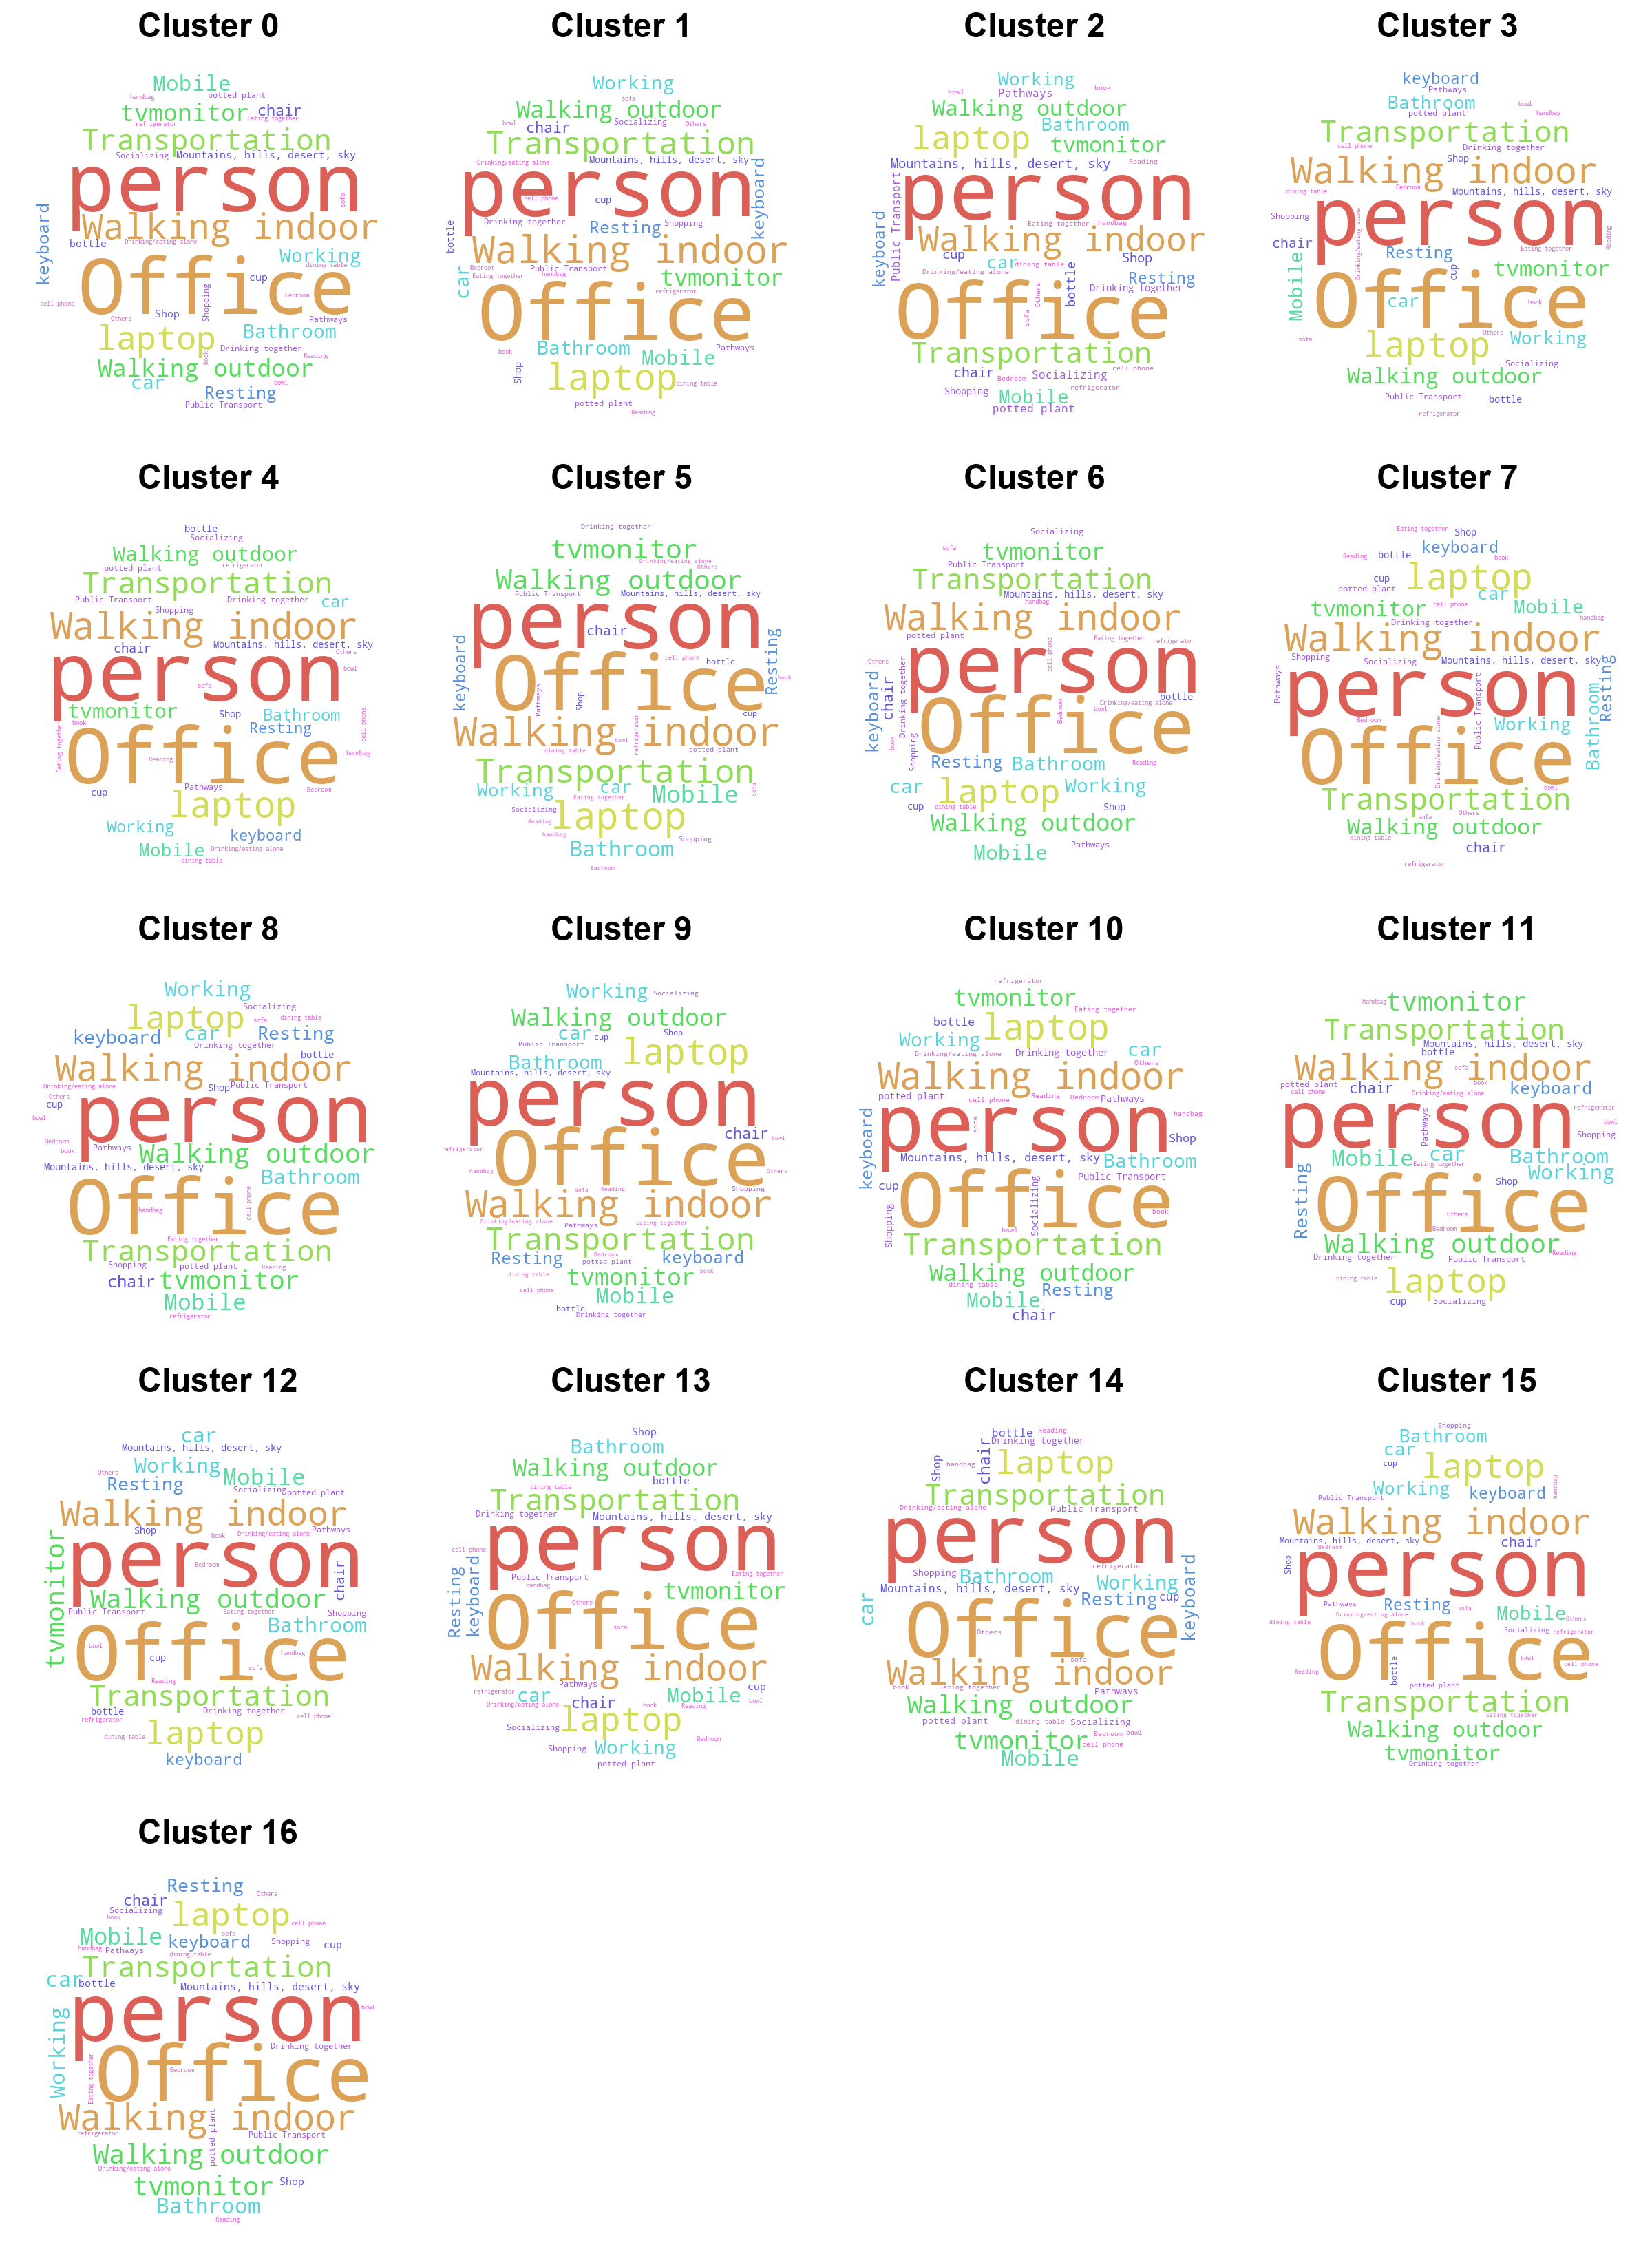 Cluster 0
Mobile
handbag
potted plant
tvmonitor
chair
refrigerator
Eating together
Transportation
Socializing
Mountains, hills, desert, sky
person
sofa
keyboard
Walking indoor
bottle
Drinking/eating alone
Working
dining table
Office
cup
Bedroom
cell phone
Shopping
Others
Shop
Pathways
laptop
Bathroom
Drinking together
book
Reading
Walking outdoor
car
bowl
Resting
Public Transport
Cluster 1
Working
sofa
Walking outdoor
bowl
chair
Socializing
Others
Transportation
Drinking/eating alone
Mountains, hills, desert, sky
keyboard
person
cell phone
cup
Drinking together
Resting
Shopping
bottle
Walking indoor
car
Bedroom
Public Transport
Eating together
handbag
tvmonitor
refrigerator
Office
Bathroom
book
Mobile
Pathways
Shop
laptop
dining table
potted plant
Reading
Cluster 2
Working
bowl
Pathways
book
Walking outdoor
laptop
Bathroom
tvmonitor
Mountains, hills, desert, sky
Reading
Public Transport
person
keyboard
Eating together
handbag
Walking indoor
cup
car
dining table
Shop
Drinking/eating alone
bottle
Resting
Drinking together
Others
Office
sofa
Transportation
chair
Bedroom
Socializing
cell phone
Shopping
refrigerator
Mobile
potted plant
Cluster 3
keyboard
Pathways
Bathroom
bowl
potted plant
handbag
Transportation
cell phone
Drinking together
Shop
Walking indoor
dining table
Bedroom
Mountains, hills, desert, sky
person
Shopping
Drinking/eating alone
Reading
chair
Resting
Eating together
Mobile
cup
tvmonitor
Office
car
book
sofa
Others
laptop
Working
Socializing
Walking outdoor
Public Transport
bottle
refrigerator
Cluster 4
bottle
Socializing
Walking outdoor
refrigerator
potted plant
Transportation
Public Transport
Drinking together
car
Shopping
Walking indoor
chair
Mountains, hills, desert, sky
Others
person
bowl
sofa
tvmonitor
Shop
Bathroom
book
Resting
cell phone
Eating together
Office
handbag
Reading
Pathways
cup
Bedroom
laptop
Working
keyboard
Mobile
Drinking/eating alone
dining table
Cluster 5
Drinking together
tvmonitor
Drinking/eating alone
Others
Walking outdoor
Public Transport
Mountains, hills, desert, sky
person
chair
keyboard
Resting
cell phone
bottle
Office
book
Pathways
Shop
cup
Walking indoor
refrigerator
bowl
dining table
potted plant
Transportation
Working
car
Mobile
sofa
Eating together
Socializing
laptop
Reading
handbag
Shopping
Bathroom
Bedroom
Cluster 6
Socializing
sofa
tvmonitor
Public Transport
Transportation
Mountains, hills, desert, sky
handbag
Walking indoor
potted plant
Eating together
refrigerator
cell phone
Others
person
Drinking together
keyboard
chair
bottle
Drinking/eating alone
Bedroom
bowl
Office
book
Shopping
Resting
Bathroom
Reading
car
laptop
Working
cup
dining table
Shop
Walking outdoor
Pathways
Mobile
Cluster 7
Eating together
Shop
Reading
bottle
keyboard
book
cup
laptop
potted plant
car
tvmonitor
cell phone
Mobile
handbag
Drinking together
Walking indoor
Shopping
Socializing
Mountains, hills, desert, sky
Resting
Pathways
person
Public Transport
Bedroom
Drinking/eating alone
Working
Bathroom
Office
bowl
Transportation
sofa
Others
Walking outdoor
dining table
chair
refrigerator
Cluster 8
Working
Socializing
laptop
sofa
dining table
keyboard
car
Resting
Drinking together
bottle
Walking indoor
Drinking/eating alone
Shop
Public Transport
Others
cup
bowl
person
Bedroom
Pathways
book
Walking outdoor
Mountains, hills, desert, sky
Bathroom
Office
handbag
cell phone
Eating together
Transportation
Shopping
potted plant
Reading
chair
tvmonitor
Mobile
refrigerator
Cluster 9
Working
Socializing
Walking outdoor
car
cup
Shop
Public Transport
Bathroom
laptop
Mountains, hills, desert, sky
person
chair
bowl
refrigerator
Office
handbag
Others
sofa
Reading
Shopping
Walking indoor
Drinking/eating alone
Pathways
Eating together
Transportation
Resting
Bedroom
potted plant
keyboard
dining table
tvmonitor
book
cell phone
Mobile
bottle
Drinking together
Cluster 10
refrigerator
tvmonitor
Eating together
bottle
laptop
Working
car
Drinking/eating alone
Drinking together
Others
Walking indoor
potted plant
cell phone
Reading
Bedroom
Pathways
keyboard
person
sofa
handbag
Shop
Mountains, hills, desert, sky
Bathroom
cup
Public Transport
Socializing
Office
Shopping
book
bowl
Transportation
Walking outdoor
dining table
Resting
Mobile
chair
Cluster 11
handbag
tvmonitor
Transportation
Mountains, hills, desert, sky
bottle
Walking indoor
sofa
potted plant
cell phone
chair
book
Drinking/eating alone
keyboard
person
Pathways
refrigerator
bowl
Shopping
Mobile
car
Eating together
Bathroom
Working
Resting
Shop
Office
Others
Bedroom
Walking outdoor
Reading
Drinking together
Public Transport
dining table
laptop
cup
Socializing
Cluster 12
car
Mountains, hills, desert, sky
Others
Working
Mobile
Resting
Socializing
potted plant
Walking indoor
Shop
book
Drinking/eating alone
Pathways
tvmonitor
person
Bedroom
chair
Walking outdoor
Public Transport
Eating together
Shopping
Bathroom
Office
bowl
cup
handbag
sofa
Reading
Transportation
bottle
Drinking together
refrigerator
cell phone
dining table
laptop
keyboard
Cluster 13
Shop
Bathroom
Walking outdoor
bottle
dining table
Transportation
Drinking together
Mountains, hills, desert, sky
person
cell phone
Resting
keyboard
Public Transport
Eating together
handbag
tvmonitor
Others
Office
sofa
Walking indoor
Pathways
refrigerator
car
cup
Drinking/eating alone
chair
book
Mobile
Reading
bowl
Socializing
laptop
Bedroom
Shopping
Working
potted plant
Cluster 14
bottle
Reading
Drinking together
Shop
handbag
chair
laptop
Transportation
Drinking/eating alone
Public Transport
person
refrigerator
Shopping
Bathroom
Working
keyboard
Mountains, hills, desert, sky
Resting
cup
car
Office
Others
sofa
Walking indoor
book
Eating together
Pathways
Walking outdoor
potted plant
dining table
Socializing
Bedroom
bowl
tvmonitor
cell phone
Mobile
Cluster 15
Shopping
Bathroom
car
cup
laptop
Working
keyboard
handbag
Public Transport
Walking indoor
Mountains, hills, desert, sky
chair
Bedroom
Shop
person
Pathways
Resting
sofa
Drinking/eating alone
Mobile
Others
dining table
book
Socializing
refrigerator
Office
bowl
Reading
bottle
cell phone
potted plant
Transportation
Eating together
Walking outdoor
tvmonitor
Drinking together
Cluster 16
Resting
Others
chair
Socializing
book
laptop
cell phone
Mobile
sofa
keyboard
Shopping
cup
handbag
Pathways
dining table
Transportation
car
bottle
Mountains, hills, desert, sky
person
bowl
Working
Drinking together
Eating together
Bedroom
Office
Walking indoor
refrigerator
potted plant
Public Transport
Walking outdoor
Drinking/eating alone
tvmonitor
Shop
Bathroom
Reading